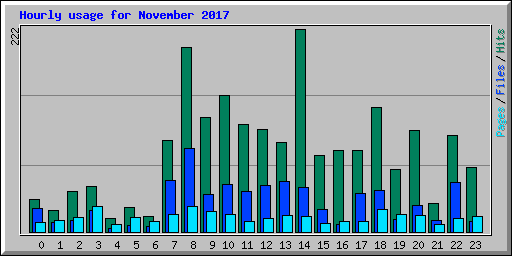 Hourly usage for November 2017
222
Pages / Files / Hits
0 1 2 3 4 5 6 7 8 9 10 11 12 13 14 15 16 17 18 19 20 21 22 23